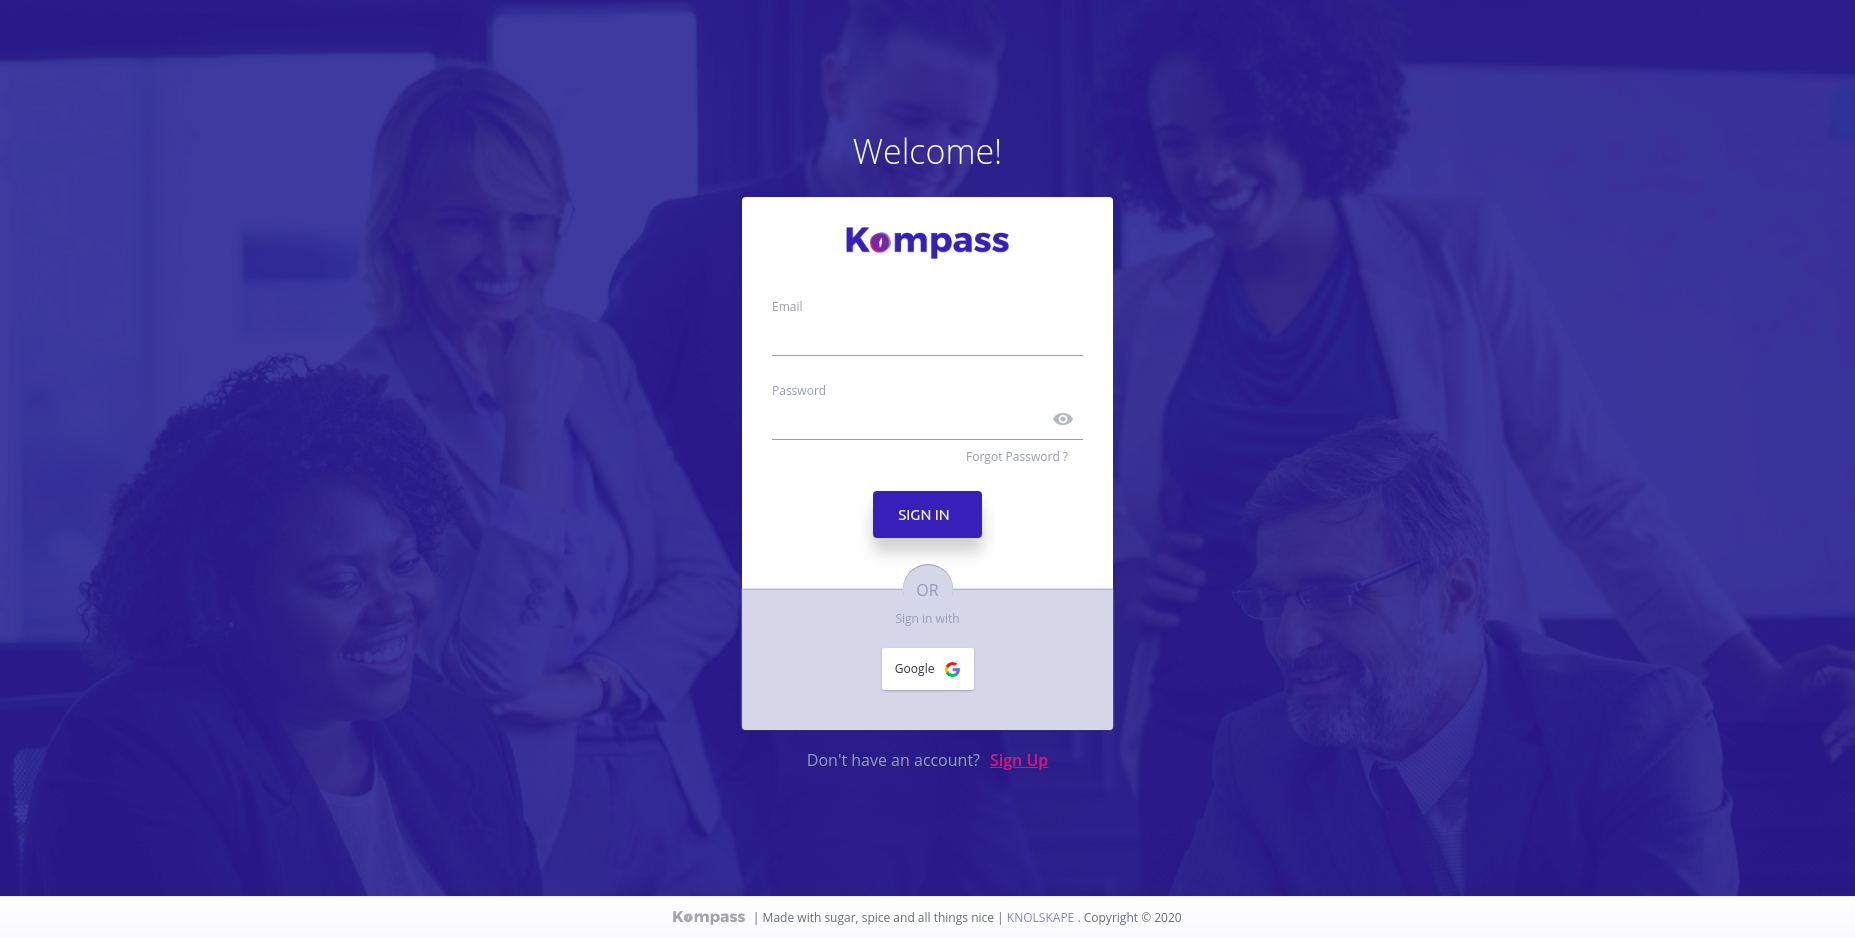 Welcome!
Kompass
Email
Password
Forgot Password ?
SIGN IN
OR
Sign in with
Google
Don't have an account? Sign Up
Kompass | Made with sugar, spice and all things nice | KNOLSKAPE . Copyright © 2020